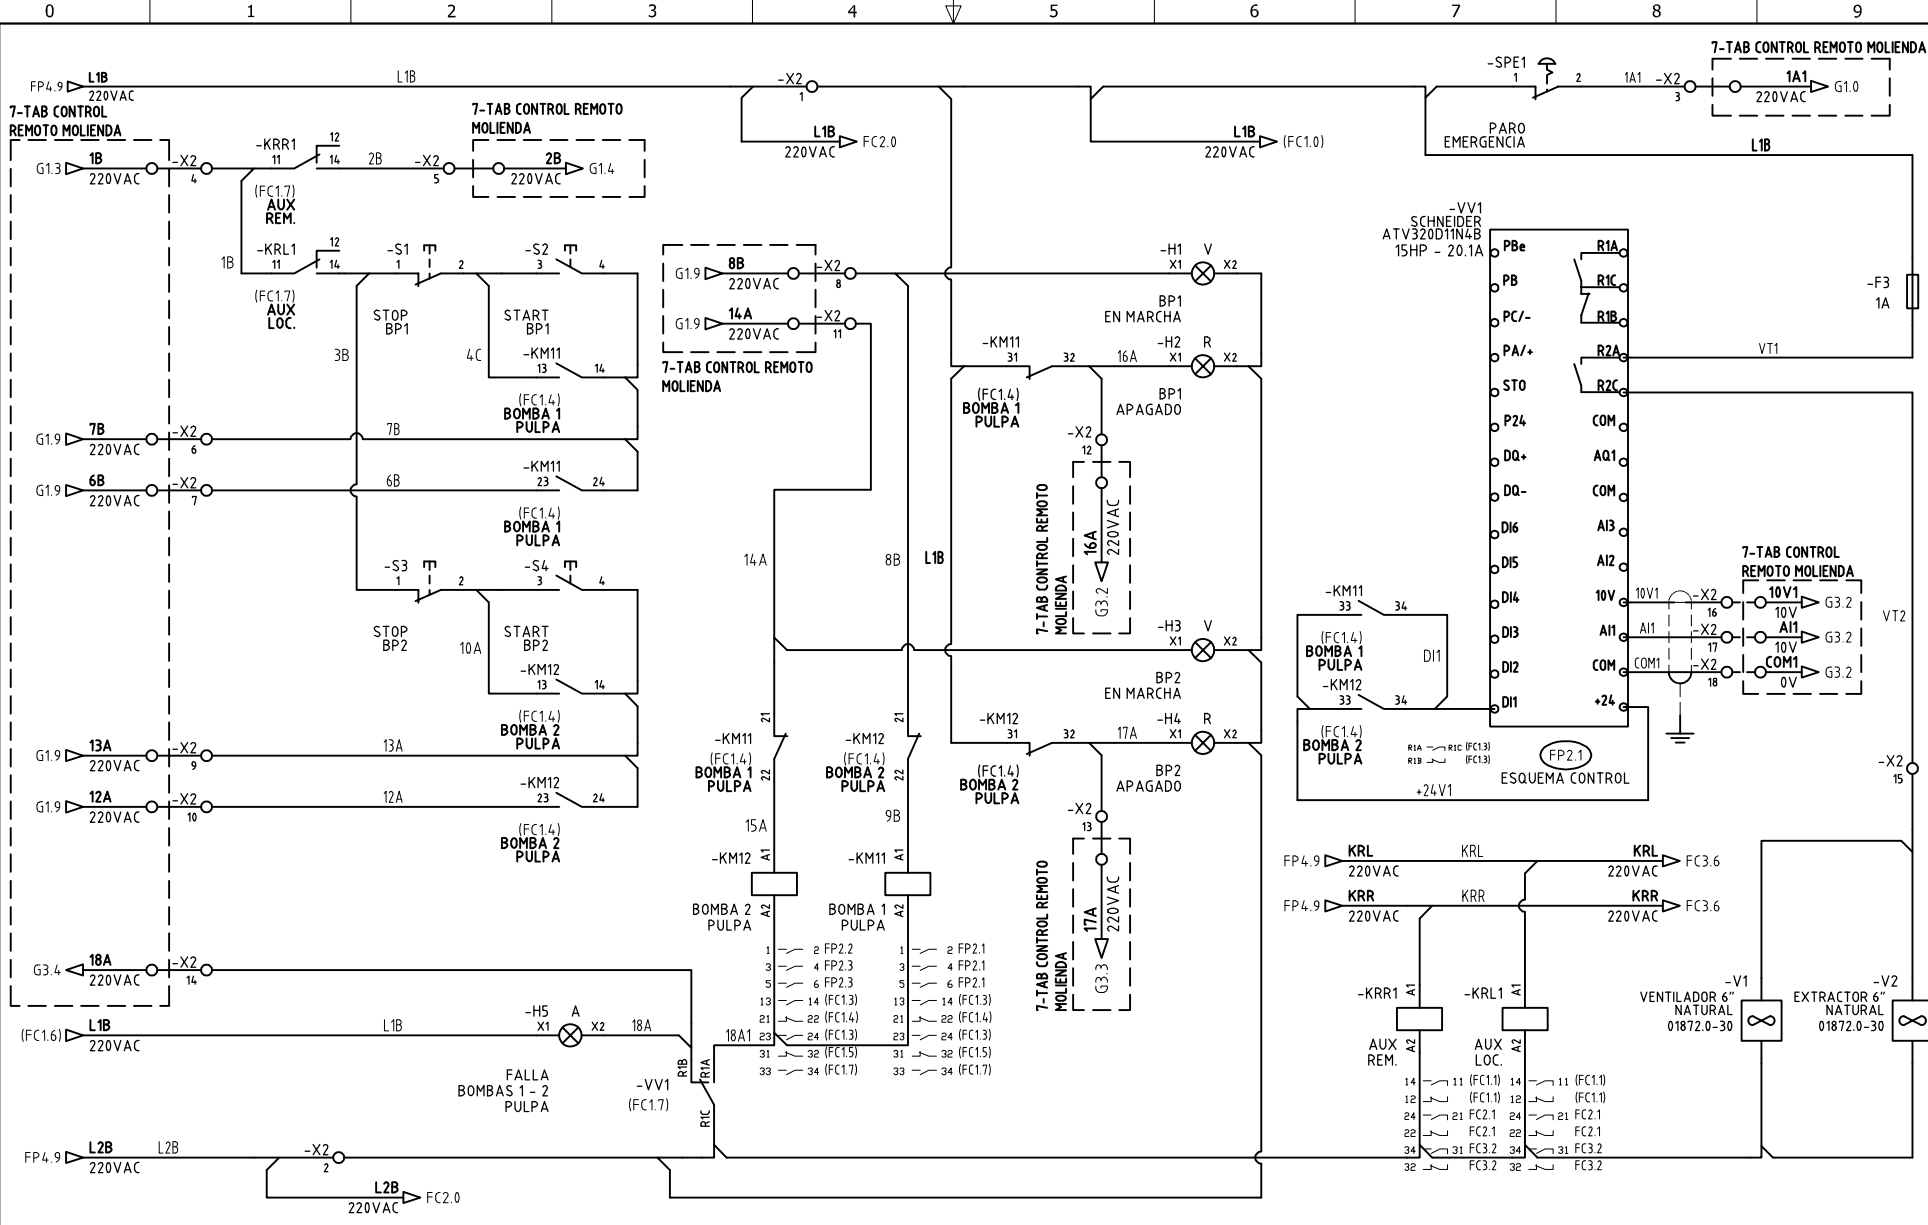 0 1 2 3 4 5 6 7 8 9
7-TAB CONTROL REMOTO MOLIENDA
FP4.9 L1B 220VAC
L1B
-X2 1
-SPE1 1 2
1A1
-X2 3
1A1 220VAC G1.0
7-TAB CONTROL
REMOTO MOLIENDA
7-TAB CONTROL REMOTO
MOLIENDA
L1B 220VAC FC2.0
L1B 220VAC (FC1.0)
PARO
EMERGENCIA
L1B
G1.3 1B 220VAC
-X2 4
-KRR1 11 12 14
(FC1.7)
AUX
REM.
2B
-X2 5
2B 220VAC G1.4
1B
-KRL1 11 12 14
(FC1.7)
AUX
LOC.
-S1 1 2
STOP
BP1
-S2 3 4
START
BP1
3B
4C
-KM11 13 14
(FC1.4)
BOMBA 1
PULPA
G1.9 8B 220VAC
-X2 8
G1.9 14A 220VAC
-X2 11
7-TAB CONTROL REMOTO
MOLIENDA
-H1 V X1 X2
BP1
EN MARCHA
-KM11 31 32
(FC1.4)
BOMBA 1
PULPA
16A
-H2 R X1 X2
BP1
APAGADO
-X2 12
7-TAB CONTROL REMOTO
MOLIENDA
16A 220VAC G3.2
-VV1
SCHNEIDER
ATV320D11N4B
15HP - 20.1A
PBe R1A
PB R1C
PC/- R1B
PA/+ R2A
STO R2C
P24 COM
DQ+ AQ1
DQ- COM
DI6 AI3
DI5 AI2
DI4 10V
DI3 AI1
DI2 COM
DI1 +24
-F3
1A
VT1
VT2
G1.9 7B 220VAC
-X2 6
7B
G1.9 6B 220VAC
-X2 7
6B
-KM11 23 24
(FC1.4)
BOMBA 1
PULPA
14A
8B
L1B
-S3 1 2
STOP
BP2
-S4 3 4
START
BP2
10A
-KM12 13 14
(FC1.4)
BOMBA 2
PULPA
-H3 V X1 X2
BP2
EN MARCHA
-KM12 31 32
(FC1.4)
BOMBA 2
PULPA
17A
-H4 R X1 X2
BP2
APAGADO
-X2 13
7-TAB CONTROL REMOTO
MOLIENDA
17A 220VAC G3.3
-KM11 33 34
(FC1.4)
BOMBA 1
PULPA
DI1
-KM12 33 34
(FC1.4)
BOMBA 2
PULPA
R1A R1C (FC1.3)
R1B (FC1.3)
FP2.1
ESQUEMA CONTROL
+24V1
7-TAB CONTROL
REMOTO MOLIENDA
10V1 -X2 16 10V1 10V G3.2
AI1 -X2 17 AI1 10V G3.2
COM1 -X2 18 COM1 0V G3.2
-X2 15
G1.9 13A 220VAC
-X2 9
13A
G1.9 12A 220VAC
-X2 10
12A
-KM12 23 24
(FC1.4)
BOMBA 2
PULPA
-KM11 21 22
(FC1.4)
BOMBA 1
PULPA
-KM12 21 22
(FC1.4)
BOMBA 2
PULPA
15A
9B
-KM12 A1 A2
BOMBA 2
PULPA
-KM11 A1 A2
BOMBA 1
PULPA
1 2 FP2.2
3 4 FP2.3
5 6 FP2.3
13 14 (FC1.3)
21 22 (FC1.4)
23 24 (FC1.3)
31 32 (FC1.5)
33 34 (FC1.7)
1 2 FP2.1
3 4 FP2.1
5 6 FP2.1
13 14 (FC1.3)
21 22 (FC1.4)
23 24 (FC1.3)
31 32 (FC1.5)
33 34 (FC1.7)
FP4.9 KRL 220VAC
KRL
KRL 220VAC FC3.6
FP4.9 KRR 220VAC
KRR
KRR 220VAC FC3.6
-KRR1 A1 A2
AUX
REM.
-KRL1 A1 A2
AUX
LOC.
14 11 (FC1.1)
12 (FC1.1)
24 21 FC2.1
22 FC2.1
34 31 FC3.2
32 FC3.2
14 11 (FC1.1)
12 (FC1.1)
24 21 FC2.1
22 FC2.1
34 31 FC3.2
32 FC3.2
-V1
VENTILADOR 6"
NATURAL
01872.0-30
-V2
EXTRACTOR 6"
NATURAL
01872.0-30
G3.4 18A 220VAC
-X2 14
(FC1.6) L1B 220VAC
L1B
-H5 A X1 X2
18A
18A1
FALLA
BOMBAS 1 - 2
PULPA
R1B R1A
-VV1
(FC1.7)
R1C
FP4.9 L2B 220VAC
L2B
-X2 2
L2B 220VAC FC2.0